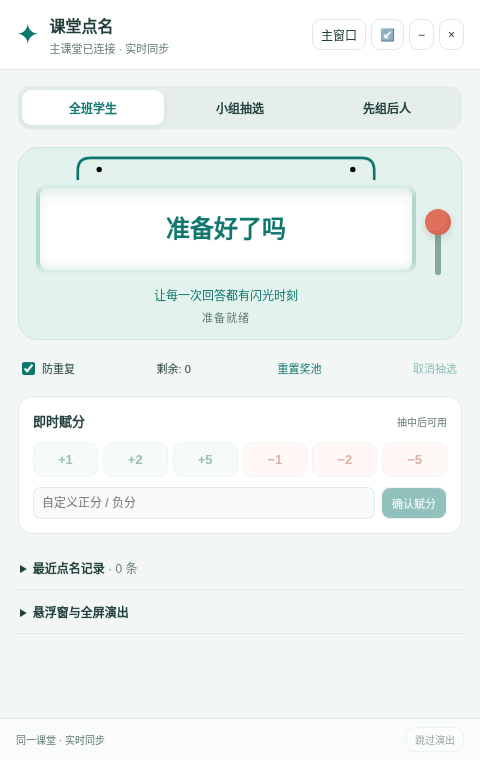 课堂点名
主课堂已连接 · 实时同步
主窗口
↙️
−
×
全班学生
小组抽选
先组后人
准备好了吗
让每一次回答都有闪光时刻
准备就绪
防重复
剩余: 0
重置奖池
取消抽选
即时赋分
抽中后可用
+1
+2
+5
−1
−2
−5
自定义正分 / 负分
确认赋分
最近点名记录 · 0 条
悬浮窗与全屏演出
同一课堂 · 实时同步
跳过演出